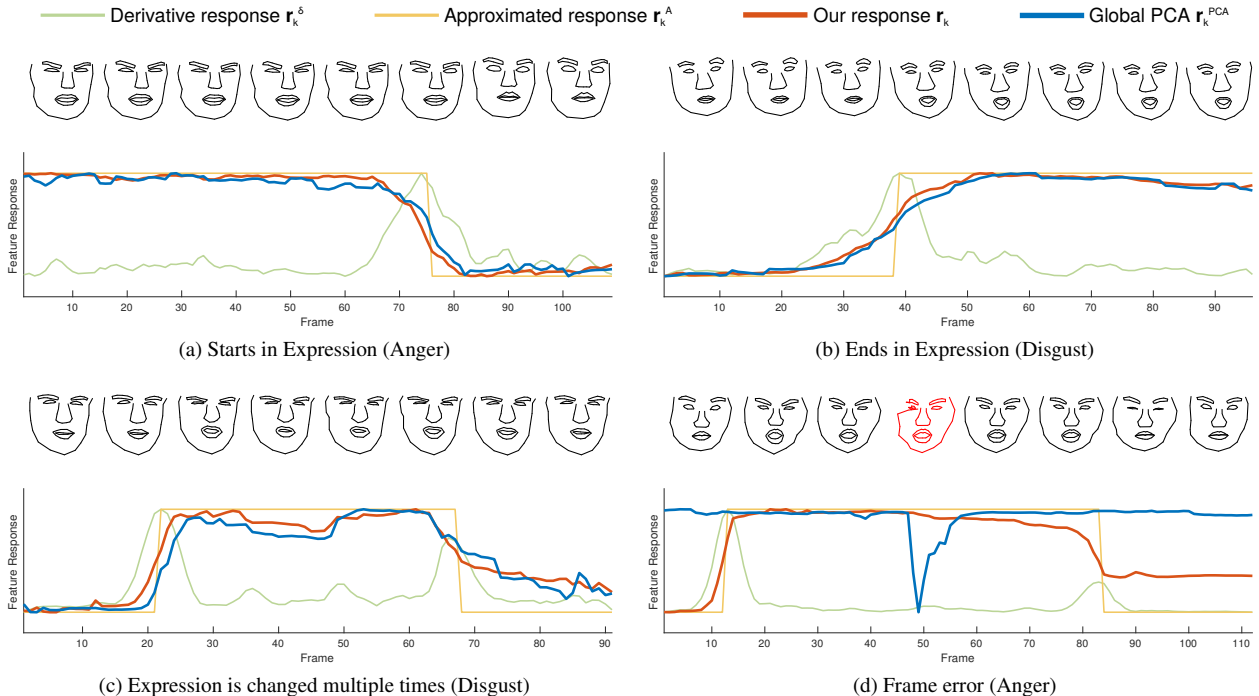 Derivative response r_k^δ   Approximated response r_k^A   Our response r_k   Global PCA r_k^PCA
Feature Response
10 20 30 40 50 60 70 80 90 100
Frame
(a) Starts in Expression (Anger)
Feature Response
10 20 30 40 50 60 70 80 90
Frame
(b) Ends in Expression (Disgust)
Feature Response
10 20 30 40 50 60 70 80 90
Frame
(c) Expression is changed multiple times (Disgust)
Feature Response
10 20 30 40 50 60 70 80 90 100 110
Frame
(d) Frame error (Anger)